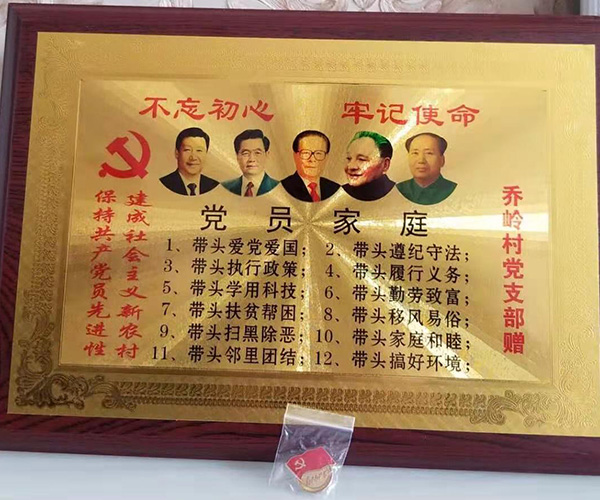 不忘初心 牢记使命
党员家庭
1、带头爱党爱国；2、带头遵纪守法；
3、带头执行政策；4、带头履行义务；
5、带头学用科技；6、带头勤劳致富；
7、带头扶贫帮困；8、带头移风易俗；
9、带头扫黑除恶；10、带头家庭和睦；
11、带头邻里团结；12、带头搞好环境；
建成社会主义新农村
保持共产党员先进性
乔岭村党支部赠